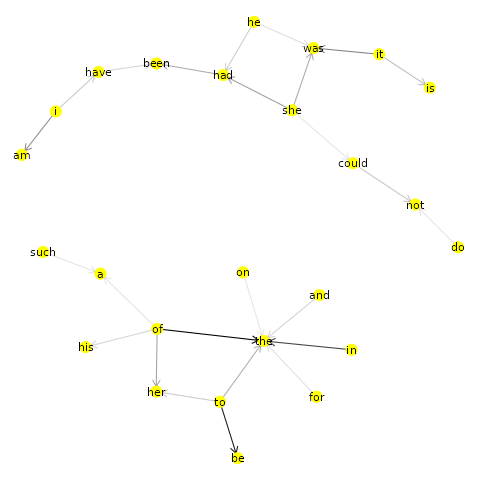 he
was
it
been
have
had
is
i
she
am
could
not
do
such
on
a
and
of
the
his
in
her
for
to
be